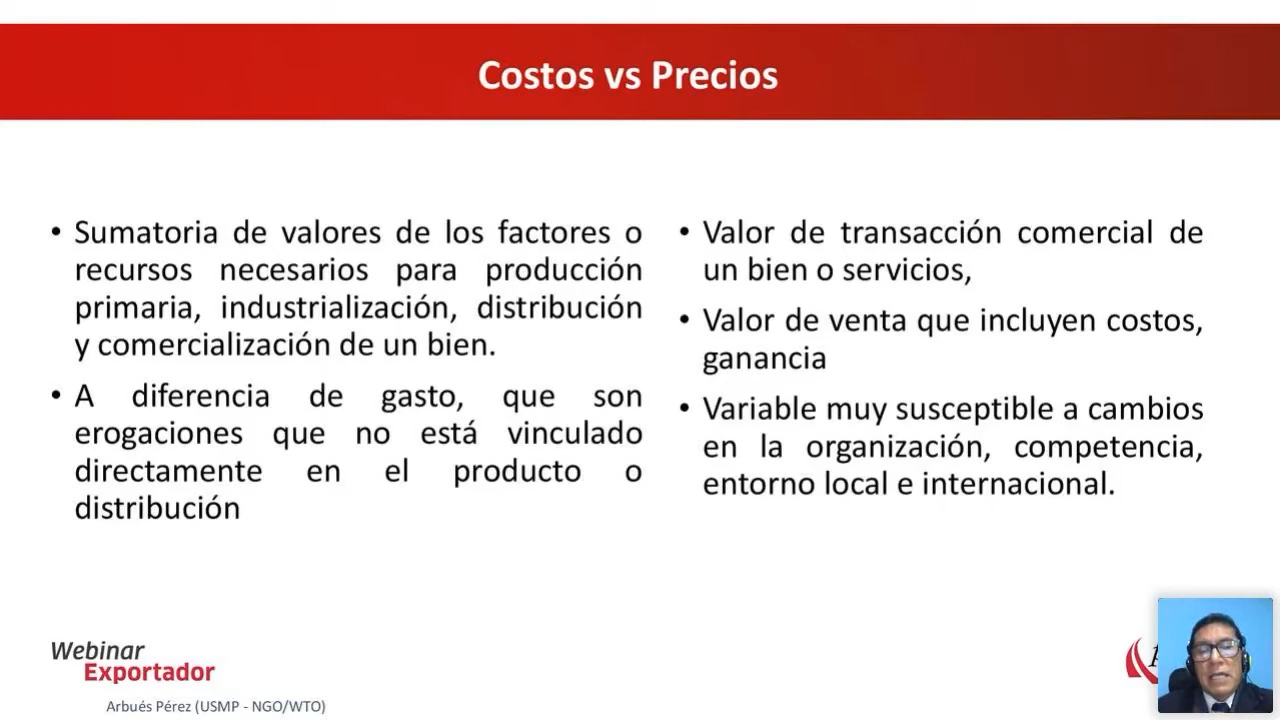 Costos vs Precios
• Sumatoria de valores de los factores o
recursos necesarios para producción
primaria, industrialización, distribución
y comercialización de un bien.
• A diferencia de gasto, que son
erogaciones que no está vinculado
directamente en el producto o
distribución
• Valor de transacción comercial de
un bien o servicios,
• Valor de venta que incluyen costos,
ganancia
• Variable muy susceptible a cambios
en la organización, competencia,
entorno local e internacional.
Webinar
Exportador
Arbués Pérez (USMP - NGO/WTO)